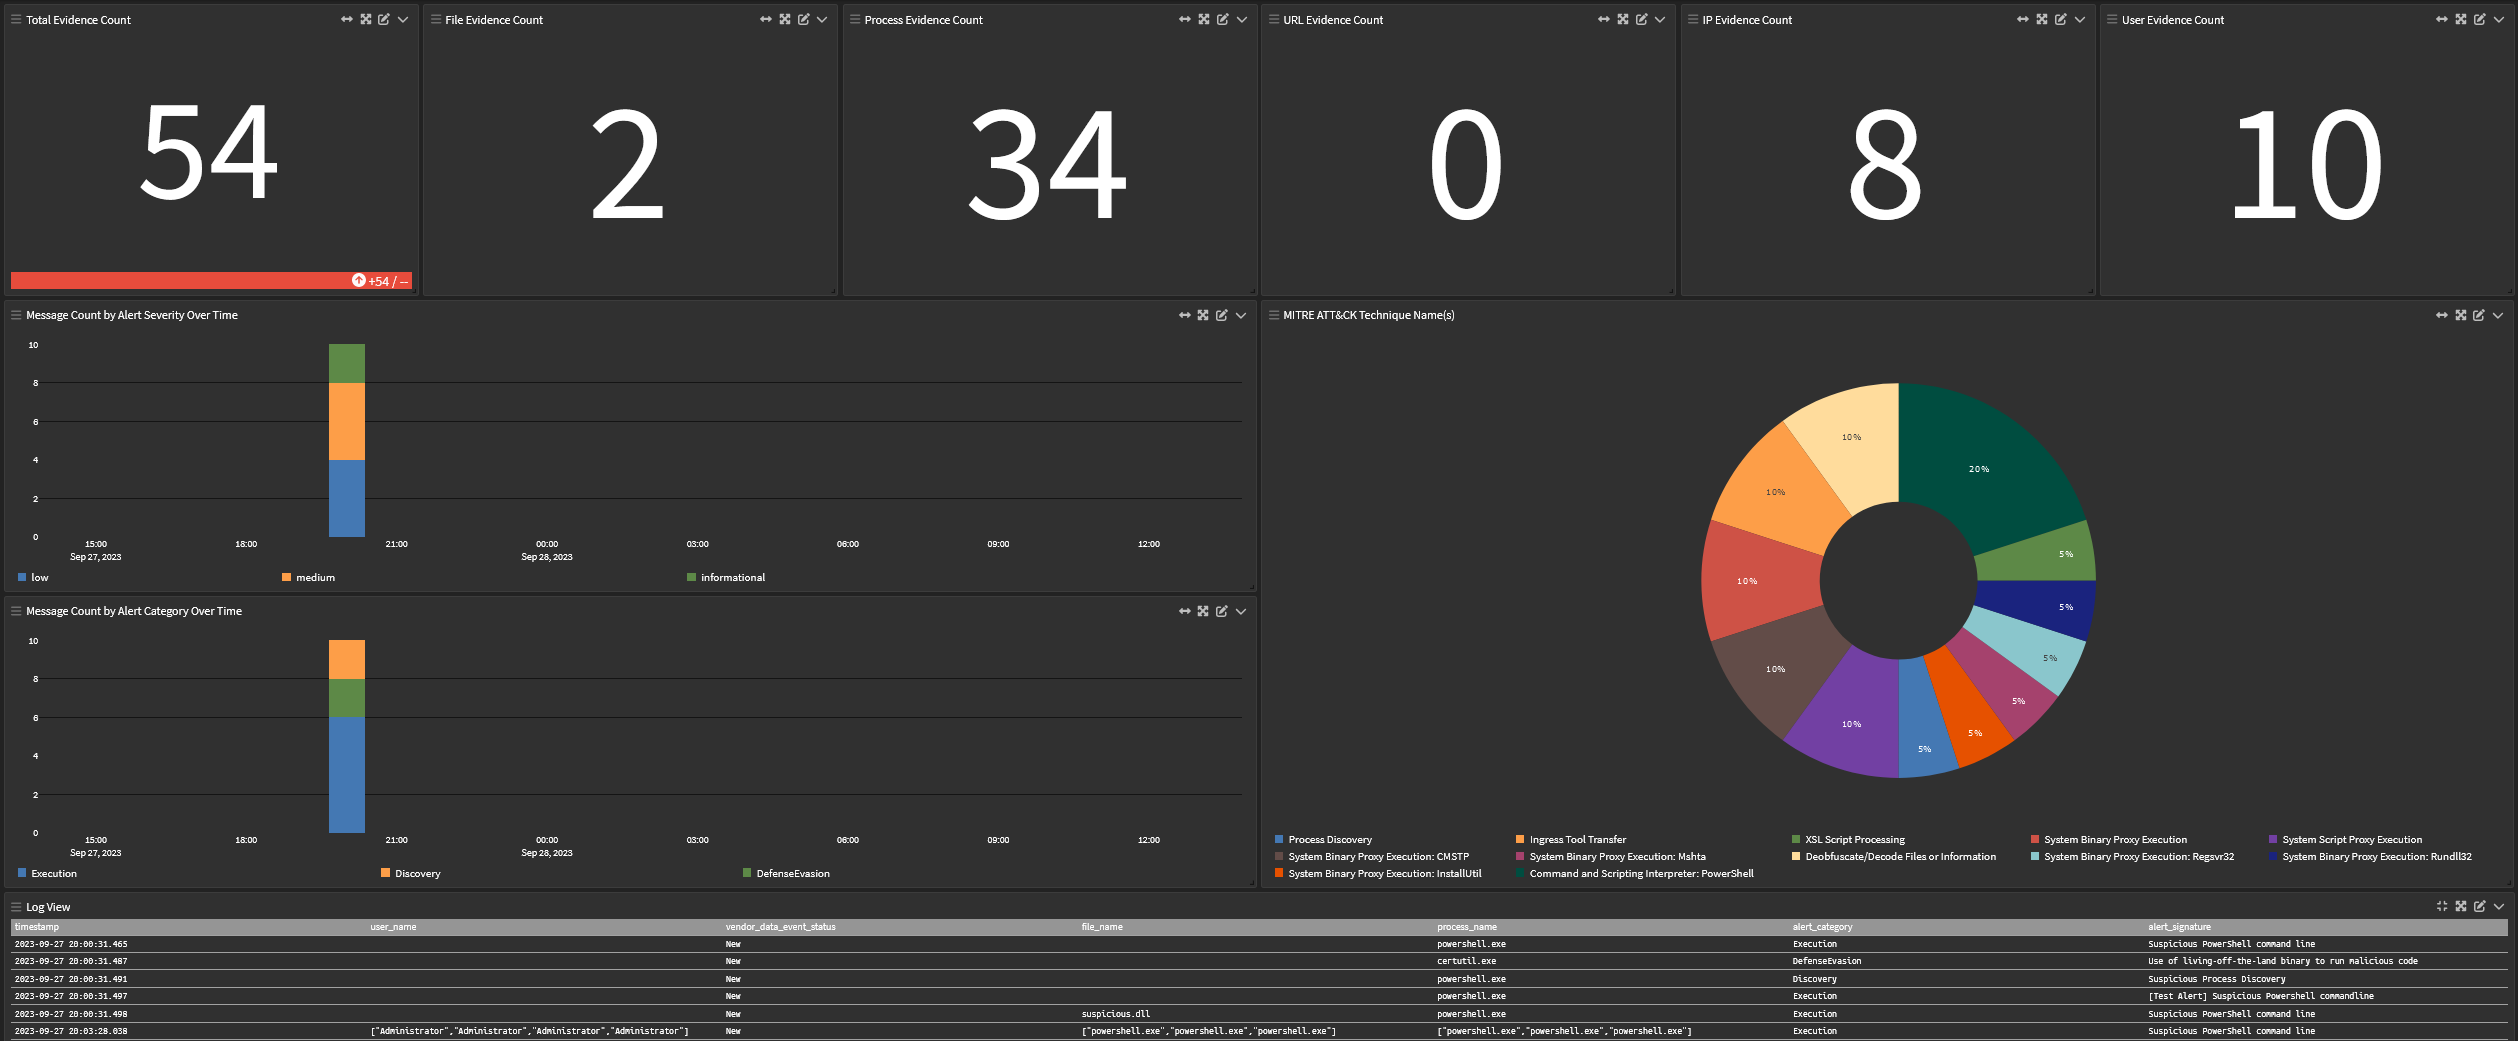 Total Evidence Count
54
+54 / --
File Evidence Count
2
Process Evidence Count
34
URL Evidence Count
0
IP Evidence Count
8
User Evidence Count
10
Message Count by Alert Severity Over Time
10
8
6
4
2
0
15:00 18:00 21:00 00:00 03:00 06:00 09:00 12:00
Sep 27, 2023 Sep 28, 2023
low medium informational
Message Count by Alert Category Over Time
10
8
6
4
2
0
15:00 18:00 21:00 00:00 03:00 06:00 09:00 12:00
Sep 27, 2023 Sep 28, 2023
Execution Discovery DefenseEvasion
MITRE ATT&CK Technique Name(s)
20%
5%
5%
5%
5%
5%
5%
10%
10%
10%
10%
10%
Process Discovery Ingress Tool Transfer XSL Script Processing System Binary Proxy Execution System Script Proxy Execution
System Binary Proxy Execution: CMSTP System Binary Proxy Execution: Mshta Deobfuscate/Decode Files or Information System Binary Proxy Execution: Regsvr32 System Binary Proxy Execution: Rundll32
System Binary Proxy Execution: InstallUtil Command and Scripting Interpreter: PowerShell
Log View
timestamp user_name vendor_data_event_status file_name process_name alert_category alert_signature
2023-09-27 20:00:31.465 New powershell.exe Execution Suspicious PowerShell command line
2023-09-27 20:00:31.487 New certutil.exe DefenseEvasion Use of living-off-the-land binary to run malicious code
2023-09-27 20:00:31.491 New powershell.exe Discovery Suspicious Process Discovery
2023-09-27 20:00:31.497 New powershell.exe Execution [Test Alert] Suspicious Powershell commandline
2023-09-27 20:00:31.498 New suspicious.dll powershell.exe Execution Suspicious PowerShell command line
2023-09-27 20:03:28.038 ["Administrator","Administrator","Administrator","Administrator"] New ["powershell.exe","powershell.exe","powershell.exe"] ["powershell.exe","powershell.exe","powershell.exe"] Execution Suspicious PowerShell command line